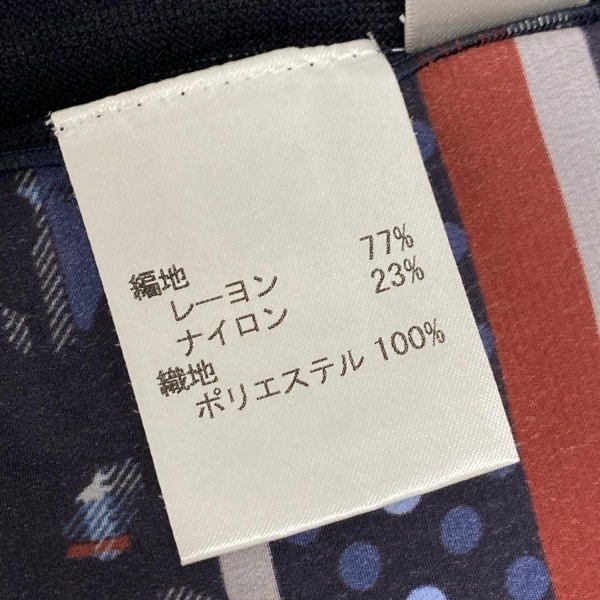 編地
レーヨン 77%
ナイロン 23%
織地
ポリエステル 100%